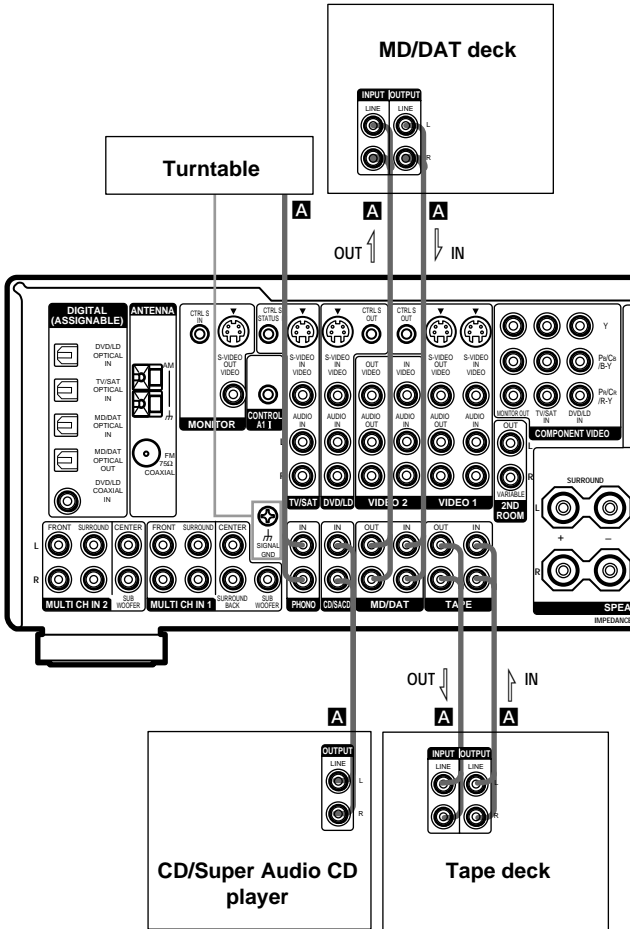 MD/DAT deck
INPUT OUTPUT
LINE LINE
L
R
Turntable
A A A
OUT IN
DIGITAL
(ASSIGNABLE)
DVD/LD
OPTICAL
IN
TV/SAT
OPTICAL
IN
MD/DAT
OPTICAL
IN
MD/DAT
OPTICAL
OUT
DVD/LD
COAXIAL
IN
ANTENNA
AM
FM
75Ω
COAXIAL
CTRL S
IN
S-VIDEO
OUT
VIDEO
MONITOR
CTRL S
STATUS
CONTROL
A1 II
S-VIDEO
IN
VIDEO
AUDIO
IN
L
R
TV/SAT
S-VIDEO
IN
VIDEO
AUDIO
IN
DVD/LD
CTRL S
OUT
OUT
VIDEO
AUDIO
OUT
CTRL S
OUT
IN
VIDEO
AUDIO
IN
VIDEO 2
S-VIDEO
OUT
VIDEO
AUDIO
OUT
S-VIDEO
IN
VIDEO
AUDIO
IN
VIDEO 1
Y
PB/CB
/B-Y
PR/CR
/R-Y
MONITOR OUT
TV/SAT
IN
DVD/LD
IN
COMPONENT VIDEO
OUT
VARIABLE
2ND
ROOM
SURROUND
L
+ –
R
SPEA
IMPEDANCE
FRONT SURROUND CENTER
L
R
MULTI CH IN 2
SUB
WOOFER
FRONT SURROUND CENTER
MULTI CH IN 1
SURROUND
BACK
SUB
WOOFER
SIGNAL
GND
IN IN OUT IN OUT IN
PHONO CD/SACD MD/DAT TAPE
OUT IN
A A A
OUTPUT
LINE
L
R
CD/Super Audio CD
player
INPUT OUTPUT
LINE LINE
L
R
Tape deck